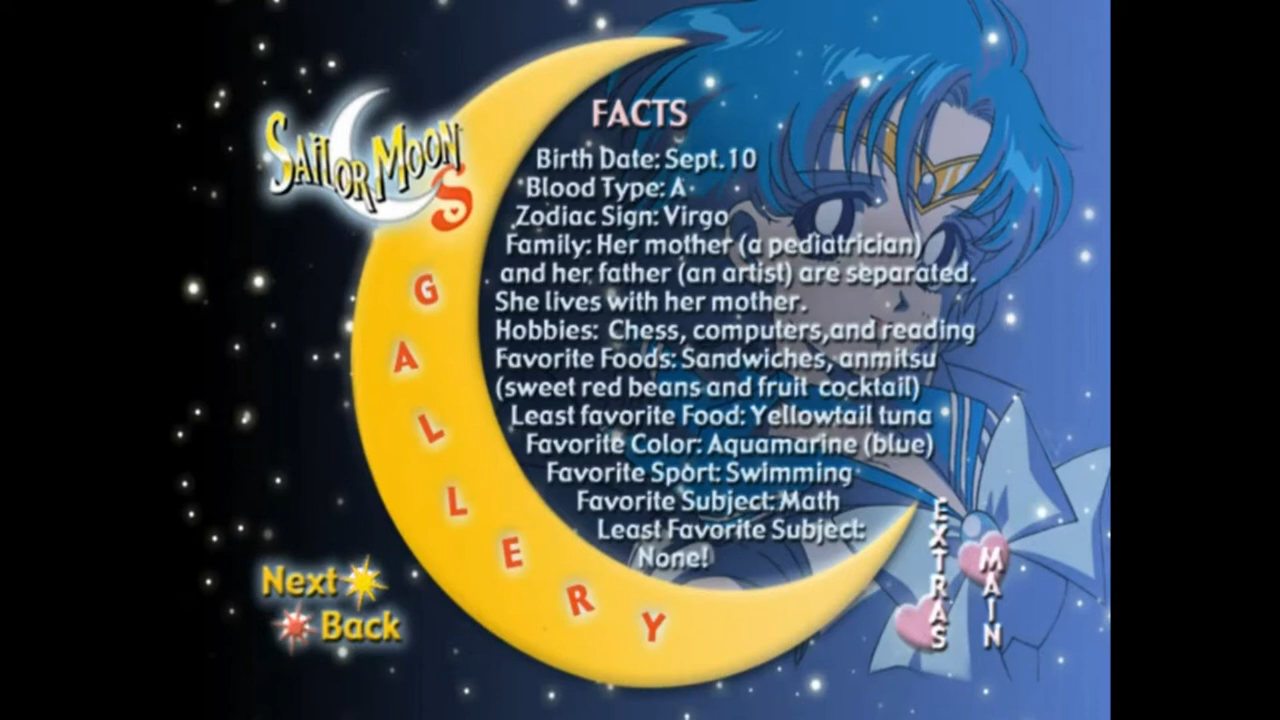 SAILOR MOON
S
GALLERY
FACTS
Birth Date: Sept.10
Blood Type: A
Zodiac Sign: Virgo
Family: Her mother (a pediatrician)
and her father (an artist) are separated.
She lives with her mother.
Hobbies: Chess, computers,and reading
Favorite Foods: Sandwiches, anmitsu
(sweet red beans and fruit cocktail)
Least favorite Food: Yellowtail tuna
Favorite Color: Aquamarine (blue)
Favorite Sport: Swimming
Favorite Subject: Math
Least Favorite Subject:
None!
Next
Back
EXTRAS
MAIN